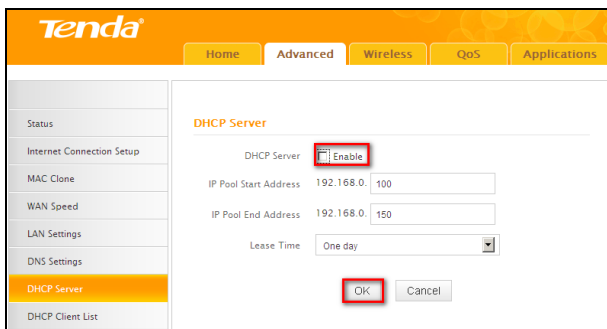 Tenda
Home Advanced Wireless QoS Applications
Status
Internet Connection Setup
MAC Clone
WAN Speed
LAN Settings
DNS Settings
DHCP Server
DHCP Client List
DHCP Server
DHCP Server Enable
IP Pool Start Address 192.168.0. 100
IP Pool End Address 192.168.0. 150
Lease Time One day
OK Cancel